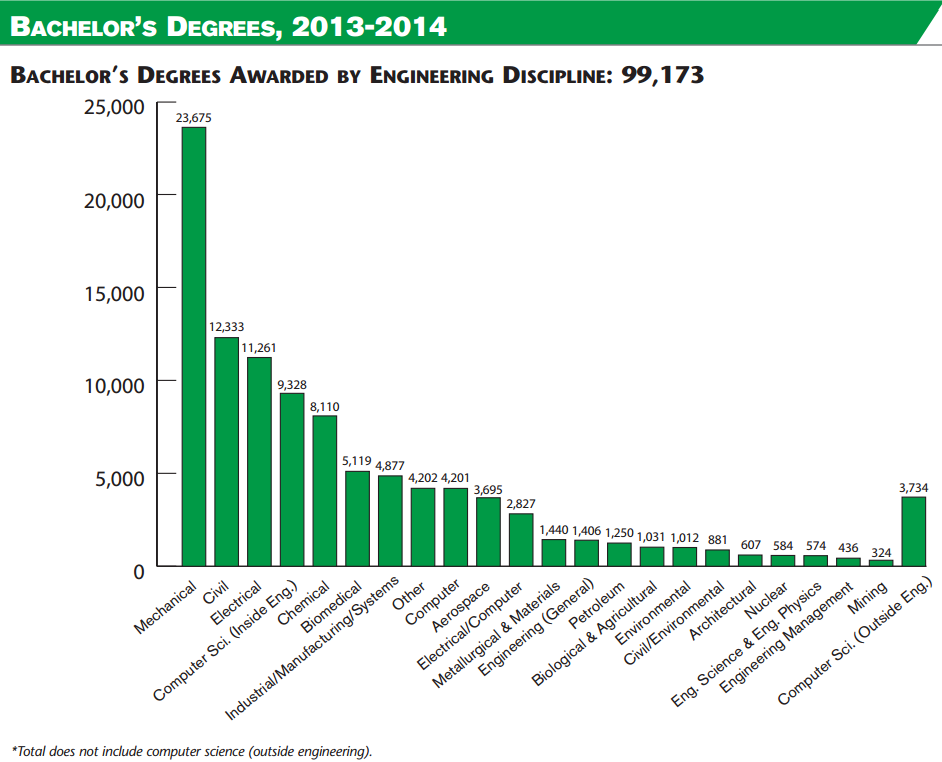 BACHELOR'S DEGREES, 2013-2014
BACHELOR'S DEGREES AWARDED BY ENGINEERING DISCIPLINE: 99,173
25,000
20,000
15,000
10,000
5,000
0
23,675
12,333
11,261
9,328
8,110
5,119
4,877
4,202
4,201
3,695
2,827
1,440
1,406
1,250
1,031
1,012
881
607
584
574
436
324
3,734
Mechanical
Civil
Electrical
Computer Sci. (Inside Eng.)
Chemical
Biomedical
Industrial/Manufacturing/Systems
Other
Computer
Aerospace
Electrical/Computer
Metallurgical & Materials
Engineering (General)
Petroleum
Biological & Agricultural
Environmental
Civil/Environmental
Architectural
Nuclear
Eng. Science & Eng. Physics
Engineering Management
Mining
Computer Sci. (Outside Eng.)
*Total does not include computer science (outside engineering).